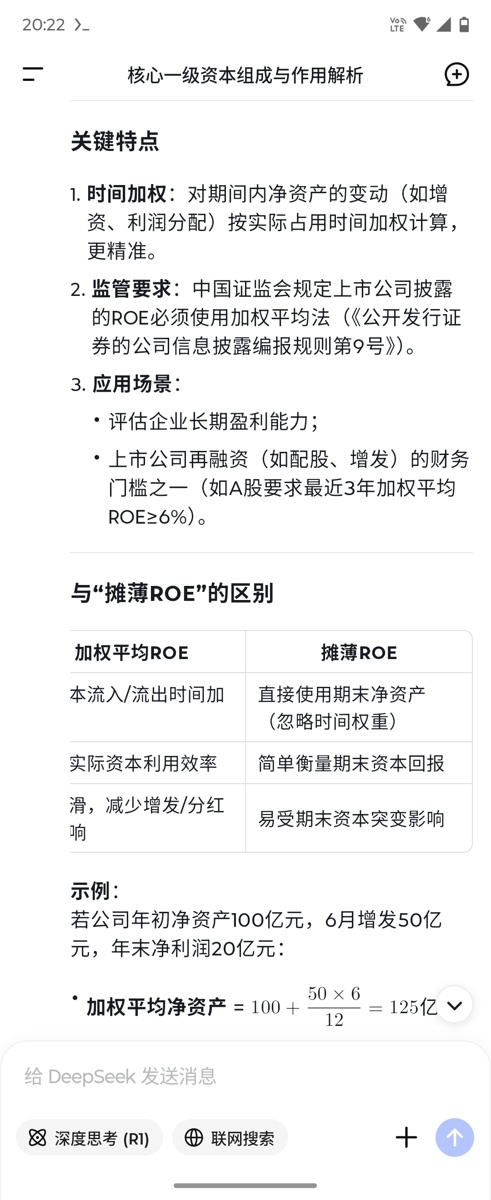 20:22
Vo)) LTE
核心一级资本组成与作用解析
关键特点
1. 时间加权：对期间内净资产的变动（如增
资、利润分配）按实际占用时间加权计算，
更精准。
2. 监管要求：中国证监会规定上市公司披露
的ROE必须使用加权平均法（《公开发行证
券的公司信息披露编报规则第9号》）。
3. 应用场景：
• 评估企业长期盈利能力；
• 上市公司再融资（如配股、增发）的财务
门槛之一（如A股要求最近3年加权平均
ROE≥6%）。
与“摊薄ROE”的区别
加权平均ROE 摊薄ROE
本流入/流出时间加 直接使用期末净资产
（忽略时间权重）
实际资本利用效率 简单衡量期末资本回报
滑，减少增发/分红
响 易受期末资本突变影响
示例：
若公司年初净资产100亿元，6月增发50亿
元，年末净利润20亿元：
• 加权平均净资产 = 100 + \frac{50 × 6}{12} = 125亿
给 DeepSeek 发送消息
深度思考 (R1) 联网搜索